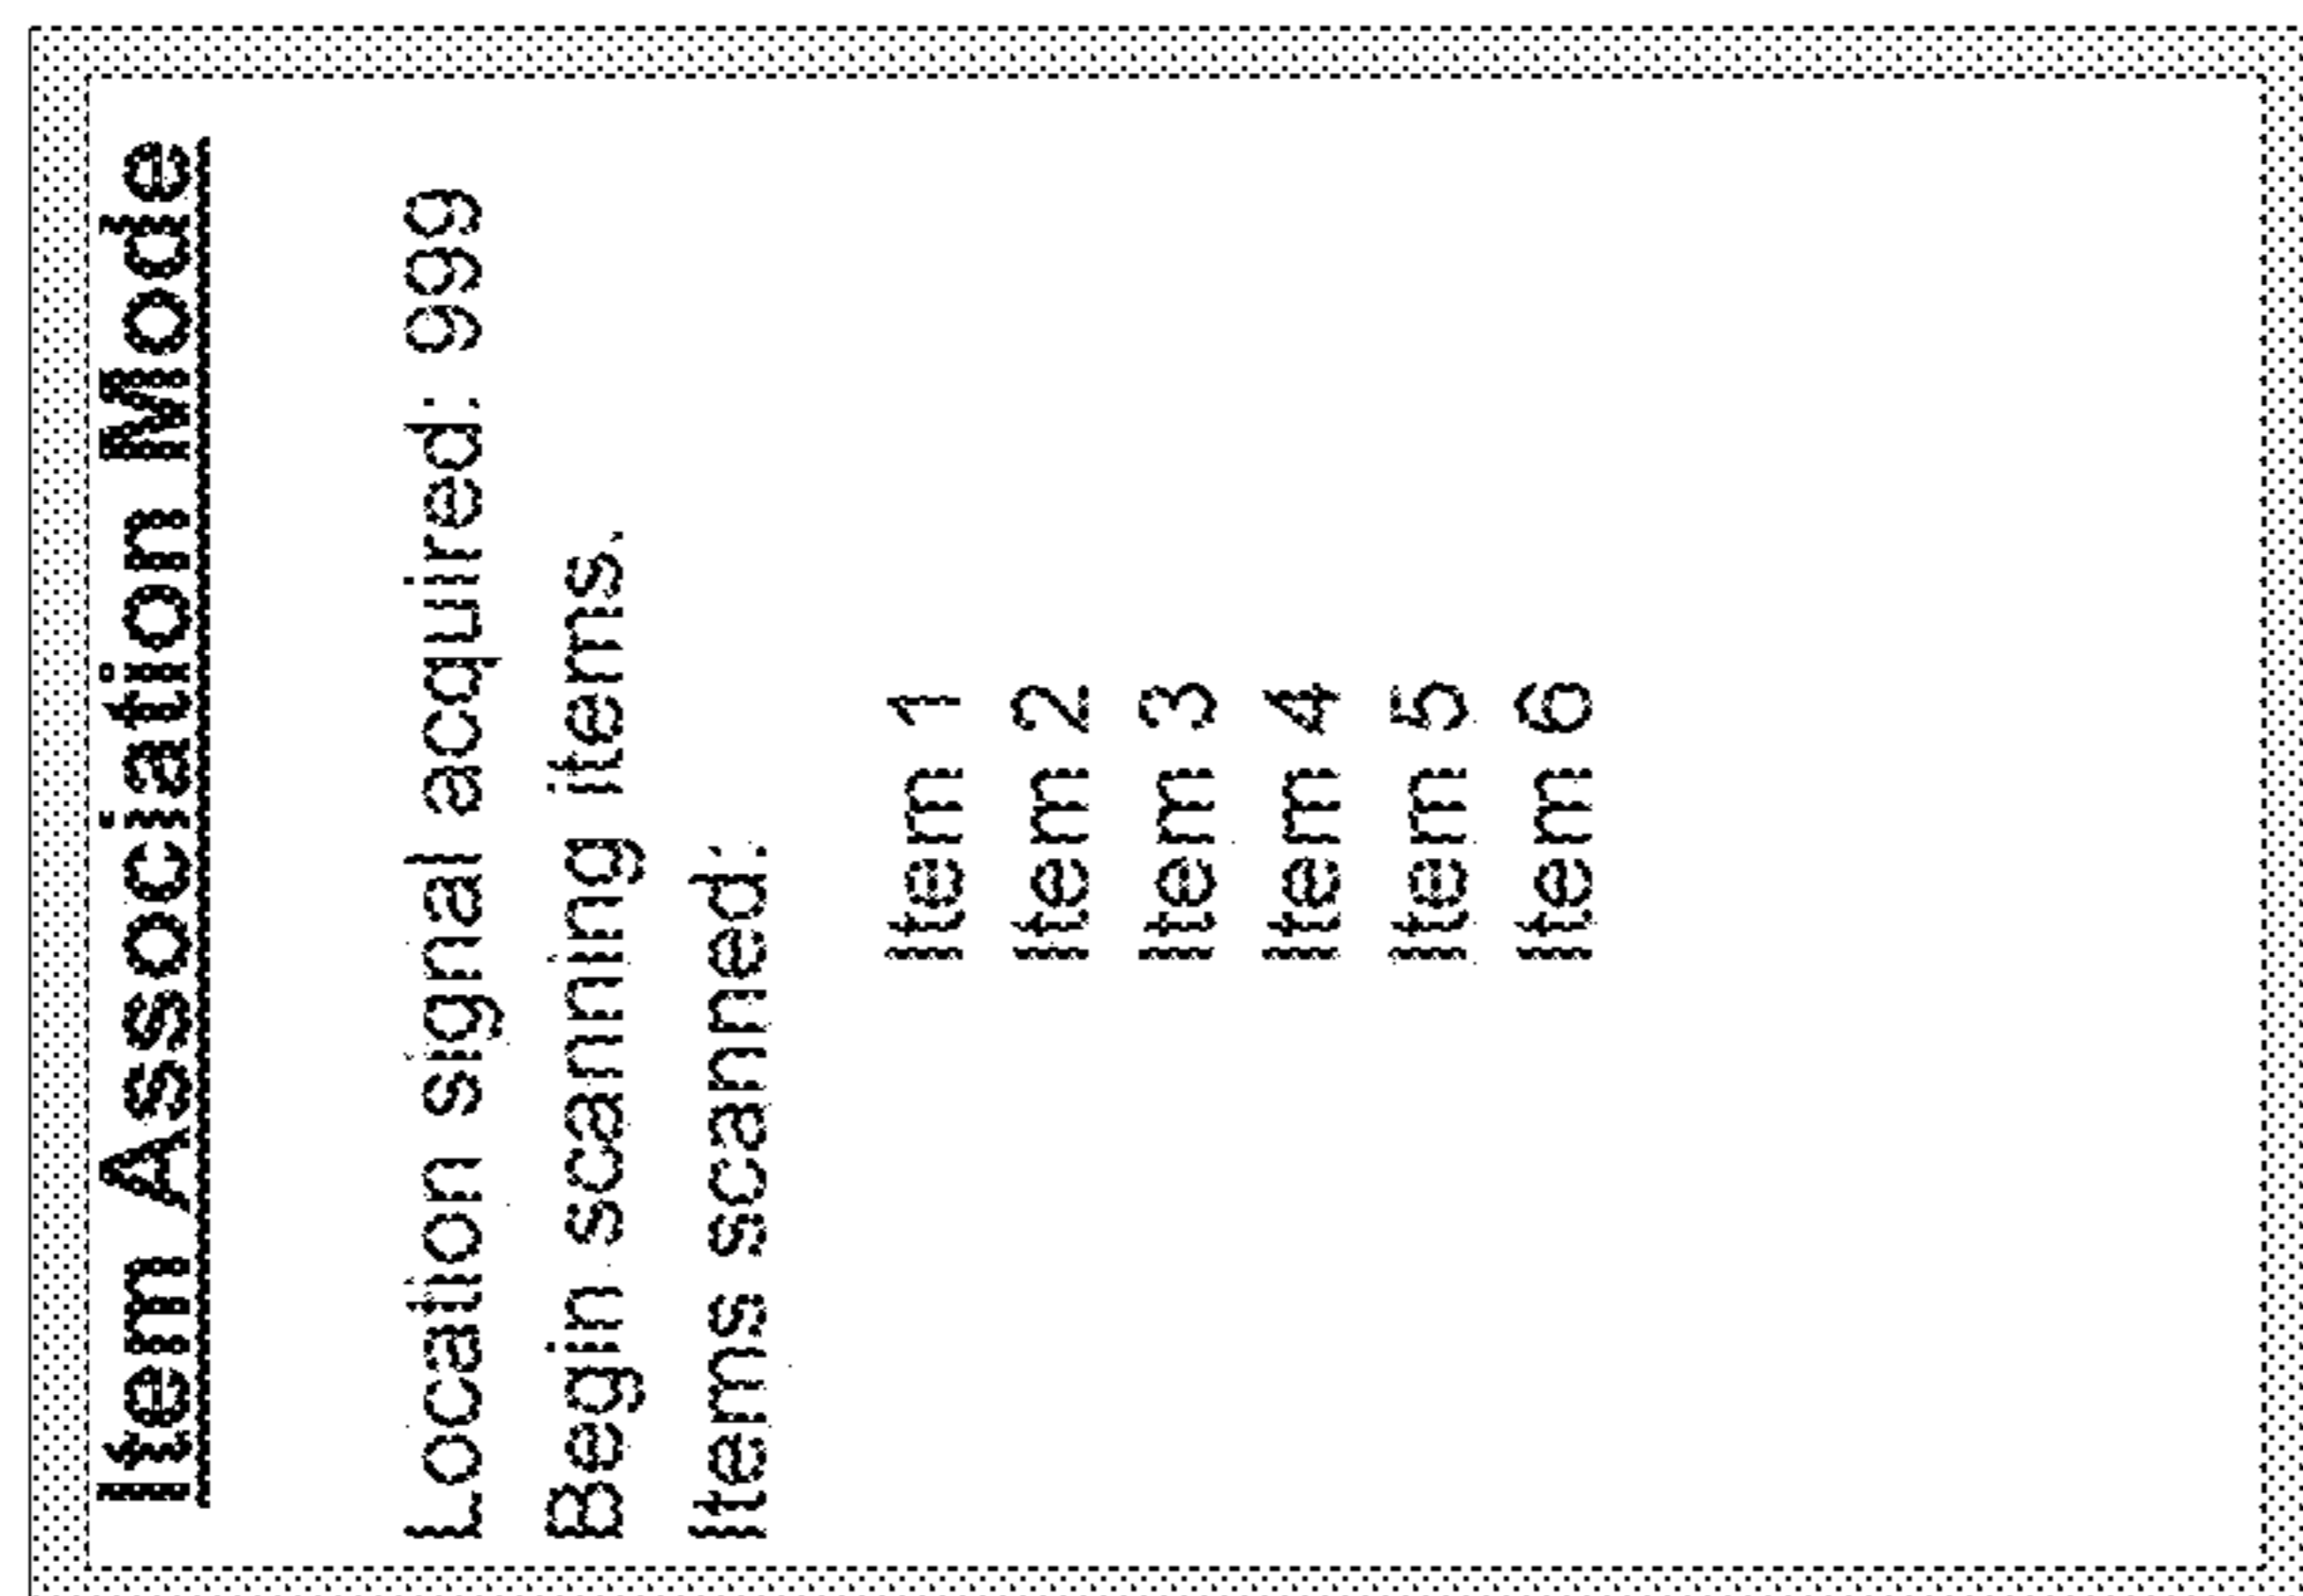 Item Association Mode
Location signal acquired: 999
Begin scanning items.
Items scanned:
Item 1
Item 2
Item 3
Item 4
Item 5
Item 6